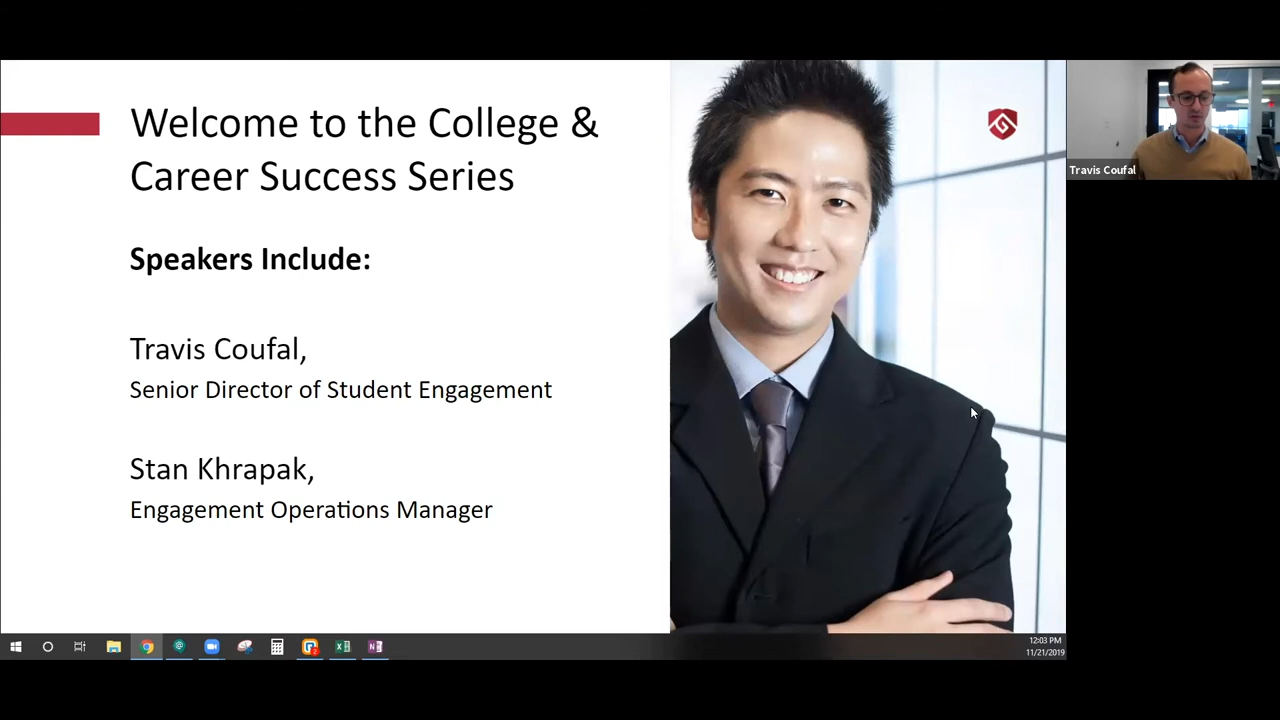 Welcome to the College &
Career Success Series
Speakers Include:
Travis Coufal,
Senior Director of Student Engagement
Stan Khrapak,
Engagement Operations Manager
Travis Coufal
12:03 PM
11/21/2019